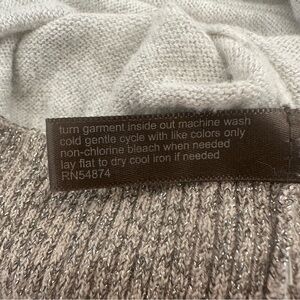 turn garment inside out machine wash
cold gentle cycle with like colors only
non-chlorine bleach when needed
lay flat to dry cool iron if needed
RN54874